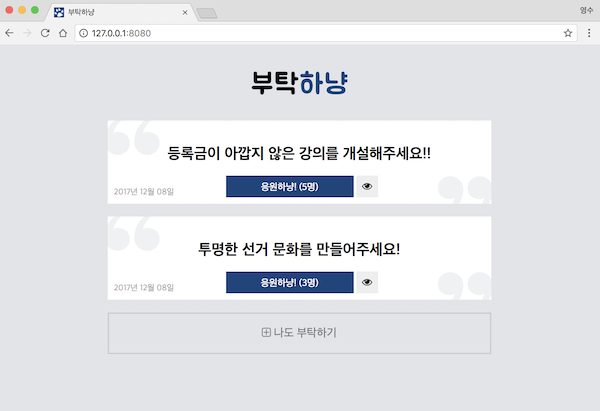 부탁하냥
영수
127.0.0.1:8080
부탁하냥
등록금이 아깝지 않은 강의를 개설해주세요!!
응원하냥! (5명)
2017년 12월 08일
투명한 선거 문화를 만들어주세요!
응원하냥! (3명)
2017년 12월 08일
나도 부탁하기